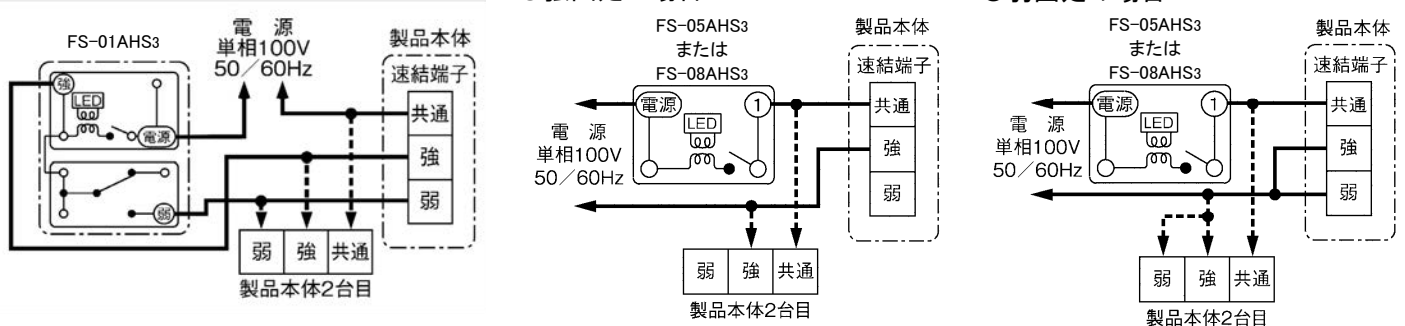 FS-01AHS3
強
LED
電源
電　源
単相100V
50／60Hz
製品本体
速結端子
共通
強
弱
弱
弱 強 共通
製品本体2台目
FS-05AHS3
または
FS-08AHS3
電源
1
LED
電　源
単相100V
50／60Hz
製品本体
速結端子
共通
強
弱
弱 強 共通
製品本体2台目
FS-05AHS3
または
FS-08AHS3
電源
1
LED
電　源
単相100V
50／60Hz
製品本体
速結端子
共通
強
弱
弱 強 共通
製品本体2台目